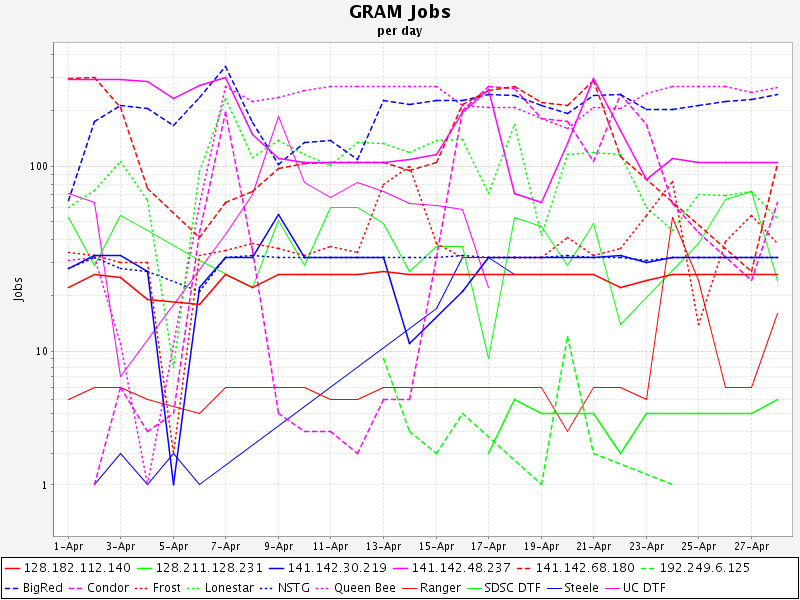 GRAM Jobs
per day
Jobs
100
10
1
1-Apr 3-Apr 5-Apr 7-Apr 9-Apr 11-Apr 13-Apr 15-Apr 17-Apr 19-Apr 21-Apr 23-Apr 25-Apr 27-Apr
128.182.112.140 128.211.128.231 141.142.30.219 141.142.48.237 141.142.68.180 192.249.6.125
BigRed Condor Frost Lonestar NSTG Queen Bee Ranger SDSC DTF Steele UC DTF